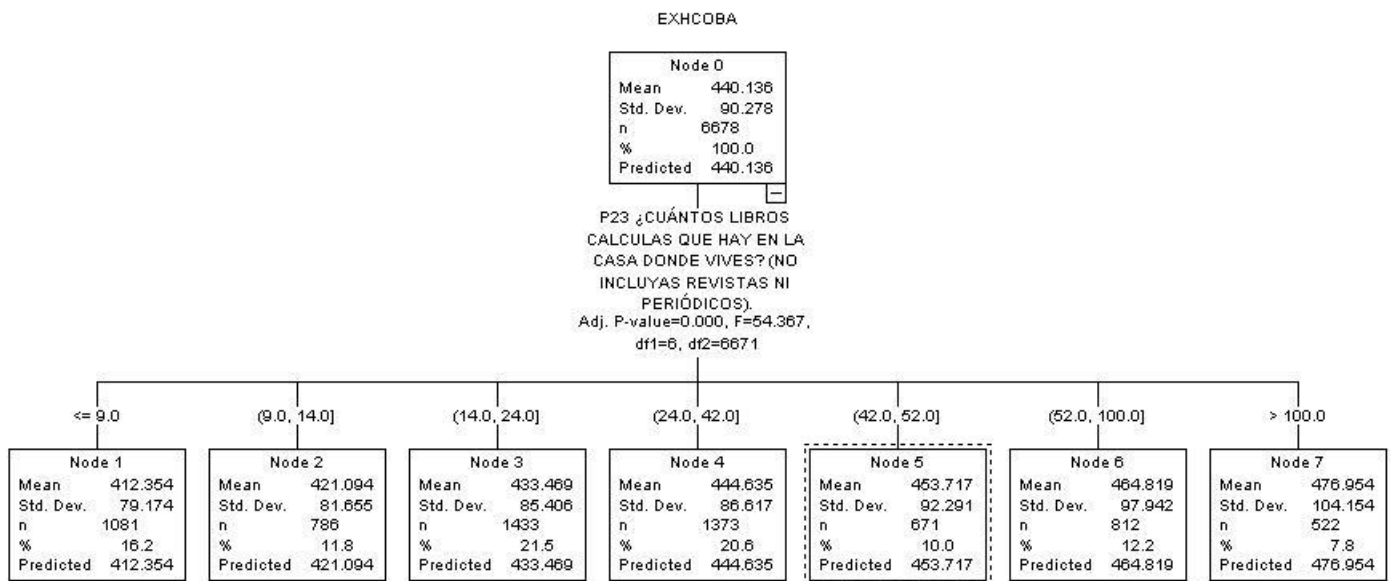 EXHCOBA
Node 0
Mean 440.136
Std. Dev. 90.278
n 6678
% 100.0
Predicted 440.136
P23 ¿CUÁNTOS LIBROS
CALCULAS QUE HAY EN LA
CASA DONDE VIVES? (NO
INCLUYAS REVISTAS NI
PERIÓDICOS).
Adj. P-value=0.000, F=54.367,
df1=6, df2=6671
<= 9.0
Node 1
Mean 412.354
Std. Dev. 79.174
n 1081
% 16.2
Predicted 412.354
(9.0, 14.0]
Node 2
Mean 421.094
Std. Dev. 81.655
n 786
% 11.8
Predicted 421.094
(14.0, 24.0]
Node 3
Mean 433.469
Std. Dev. 85.406
n 1433
% 21.5
Predicted 433.469
(24.0, 42.0]
Node 4
Mean 444.635
Std. Dev. 86.617
n 1373
% 20.6
Predicted 444.635
(42.0, 52.0]
Node 5
Mean 453.717
Std. Dev. 92.291
n 671
% 10.0
Predicted 453.717
(52.0, 100.0]
Node 6
Mean 464.819
Std. Dev. 97.942
n 812
% 12.2
Predicted 464.819
> 100.0
Node 7
Mean 476.954
Std. Dev. 104.154
n 522
% 7.8
Predicted 476.954